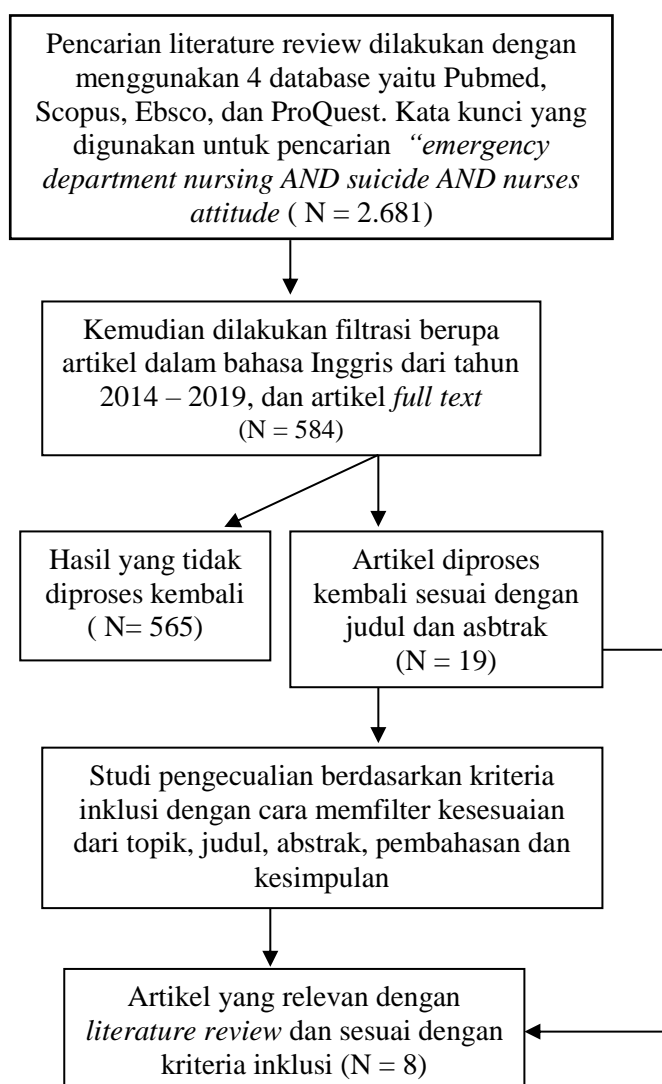 Pencarian literature review dilakukan dengan
menggunakan 4 database yaitu Pubmed,
Scopus, Ebsco, dan ProQuest. Kata kunci yang
digunakan untuk pencarian “emergency
department nursing AND suicide AND nurses
attitude ( N = 2.681)
Kemudian dilakukan filtrasi berupa
artikel dalam bahasa Inggris dari tahun
2014 – 2019, dan artikel full text
(N = 584)
Hasil yang tidak
diproses kembali
( N= 565)
Artikel diproses
kembali sesuai dengan
judul dan asbtrak
(N = 19)
Studi pengecualian berdasarkan kriteria
inklusi dengan cara memfilter kesesuaian
dari topik, judul, abstrak, pembahasan dan
kesimpulan
Artikel yang relevan dengan
literature review dan sesuai dengan
kriteria inklusi (N = 8)